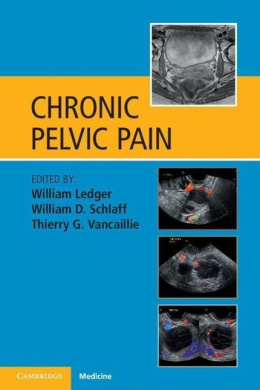 CHRONIC
PELVIC PAIN
EDITED BY:
William Ledger
William D. Schlaff
Thierry G. Vancaillie
CAMBRIDGE Medicine